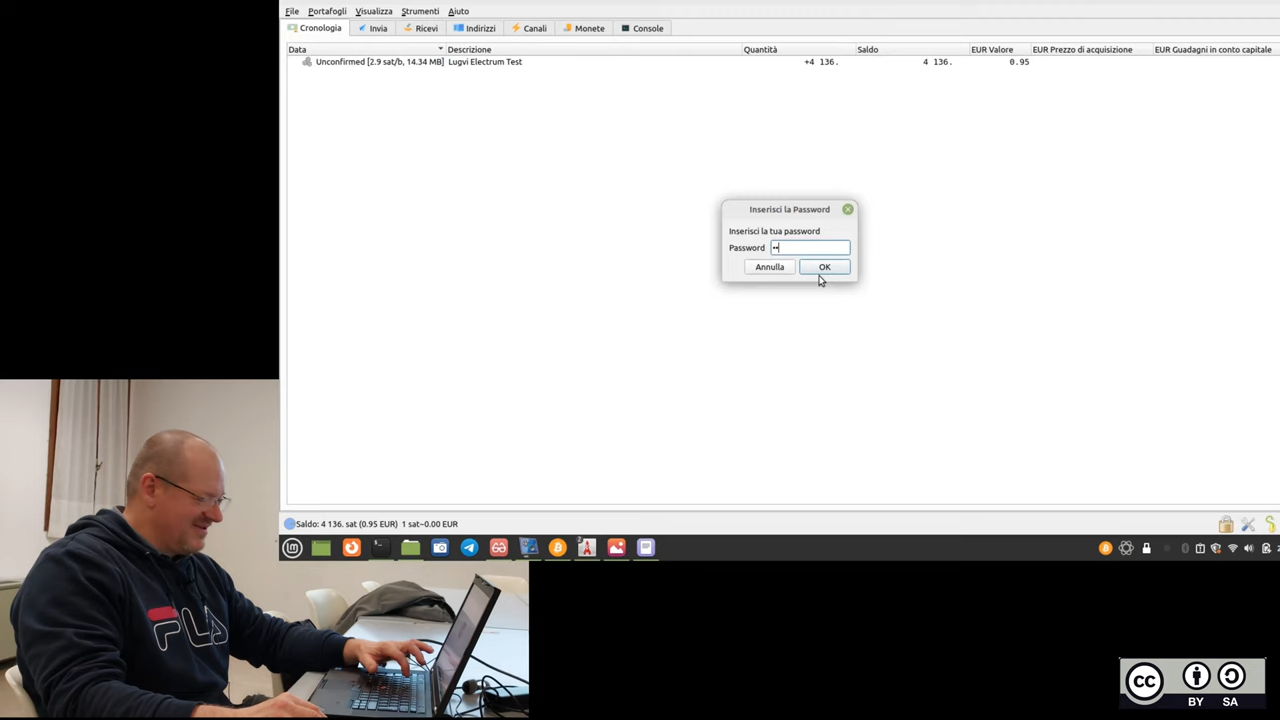 File Portafogli Visualizza Strumenti Aiuto
Cronologia Invia Ricevi Indirizzi Canali Monete Console
Data Descrizione Quantità Saldo EUR Valore EUR Prezzo di acquisizione EUR Guadagni in conto capitale
Unconfirmed [2.9 sat/b, 14.34 MB] Lugvi Electrum Test +4 136. 4 136. 0.95
Inserisci la Password
Inserisci la tua password
Password ••
Annulla OK
Saldo: 4 136. sat (0.95 EUR) 1 sat~0.00 EUR
FILA
CC
BY SA